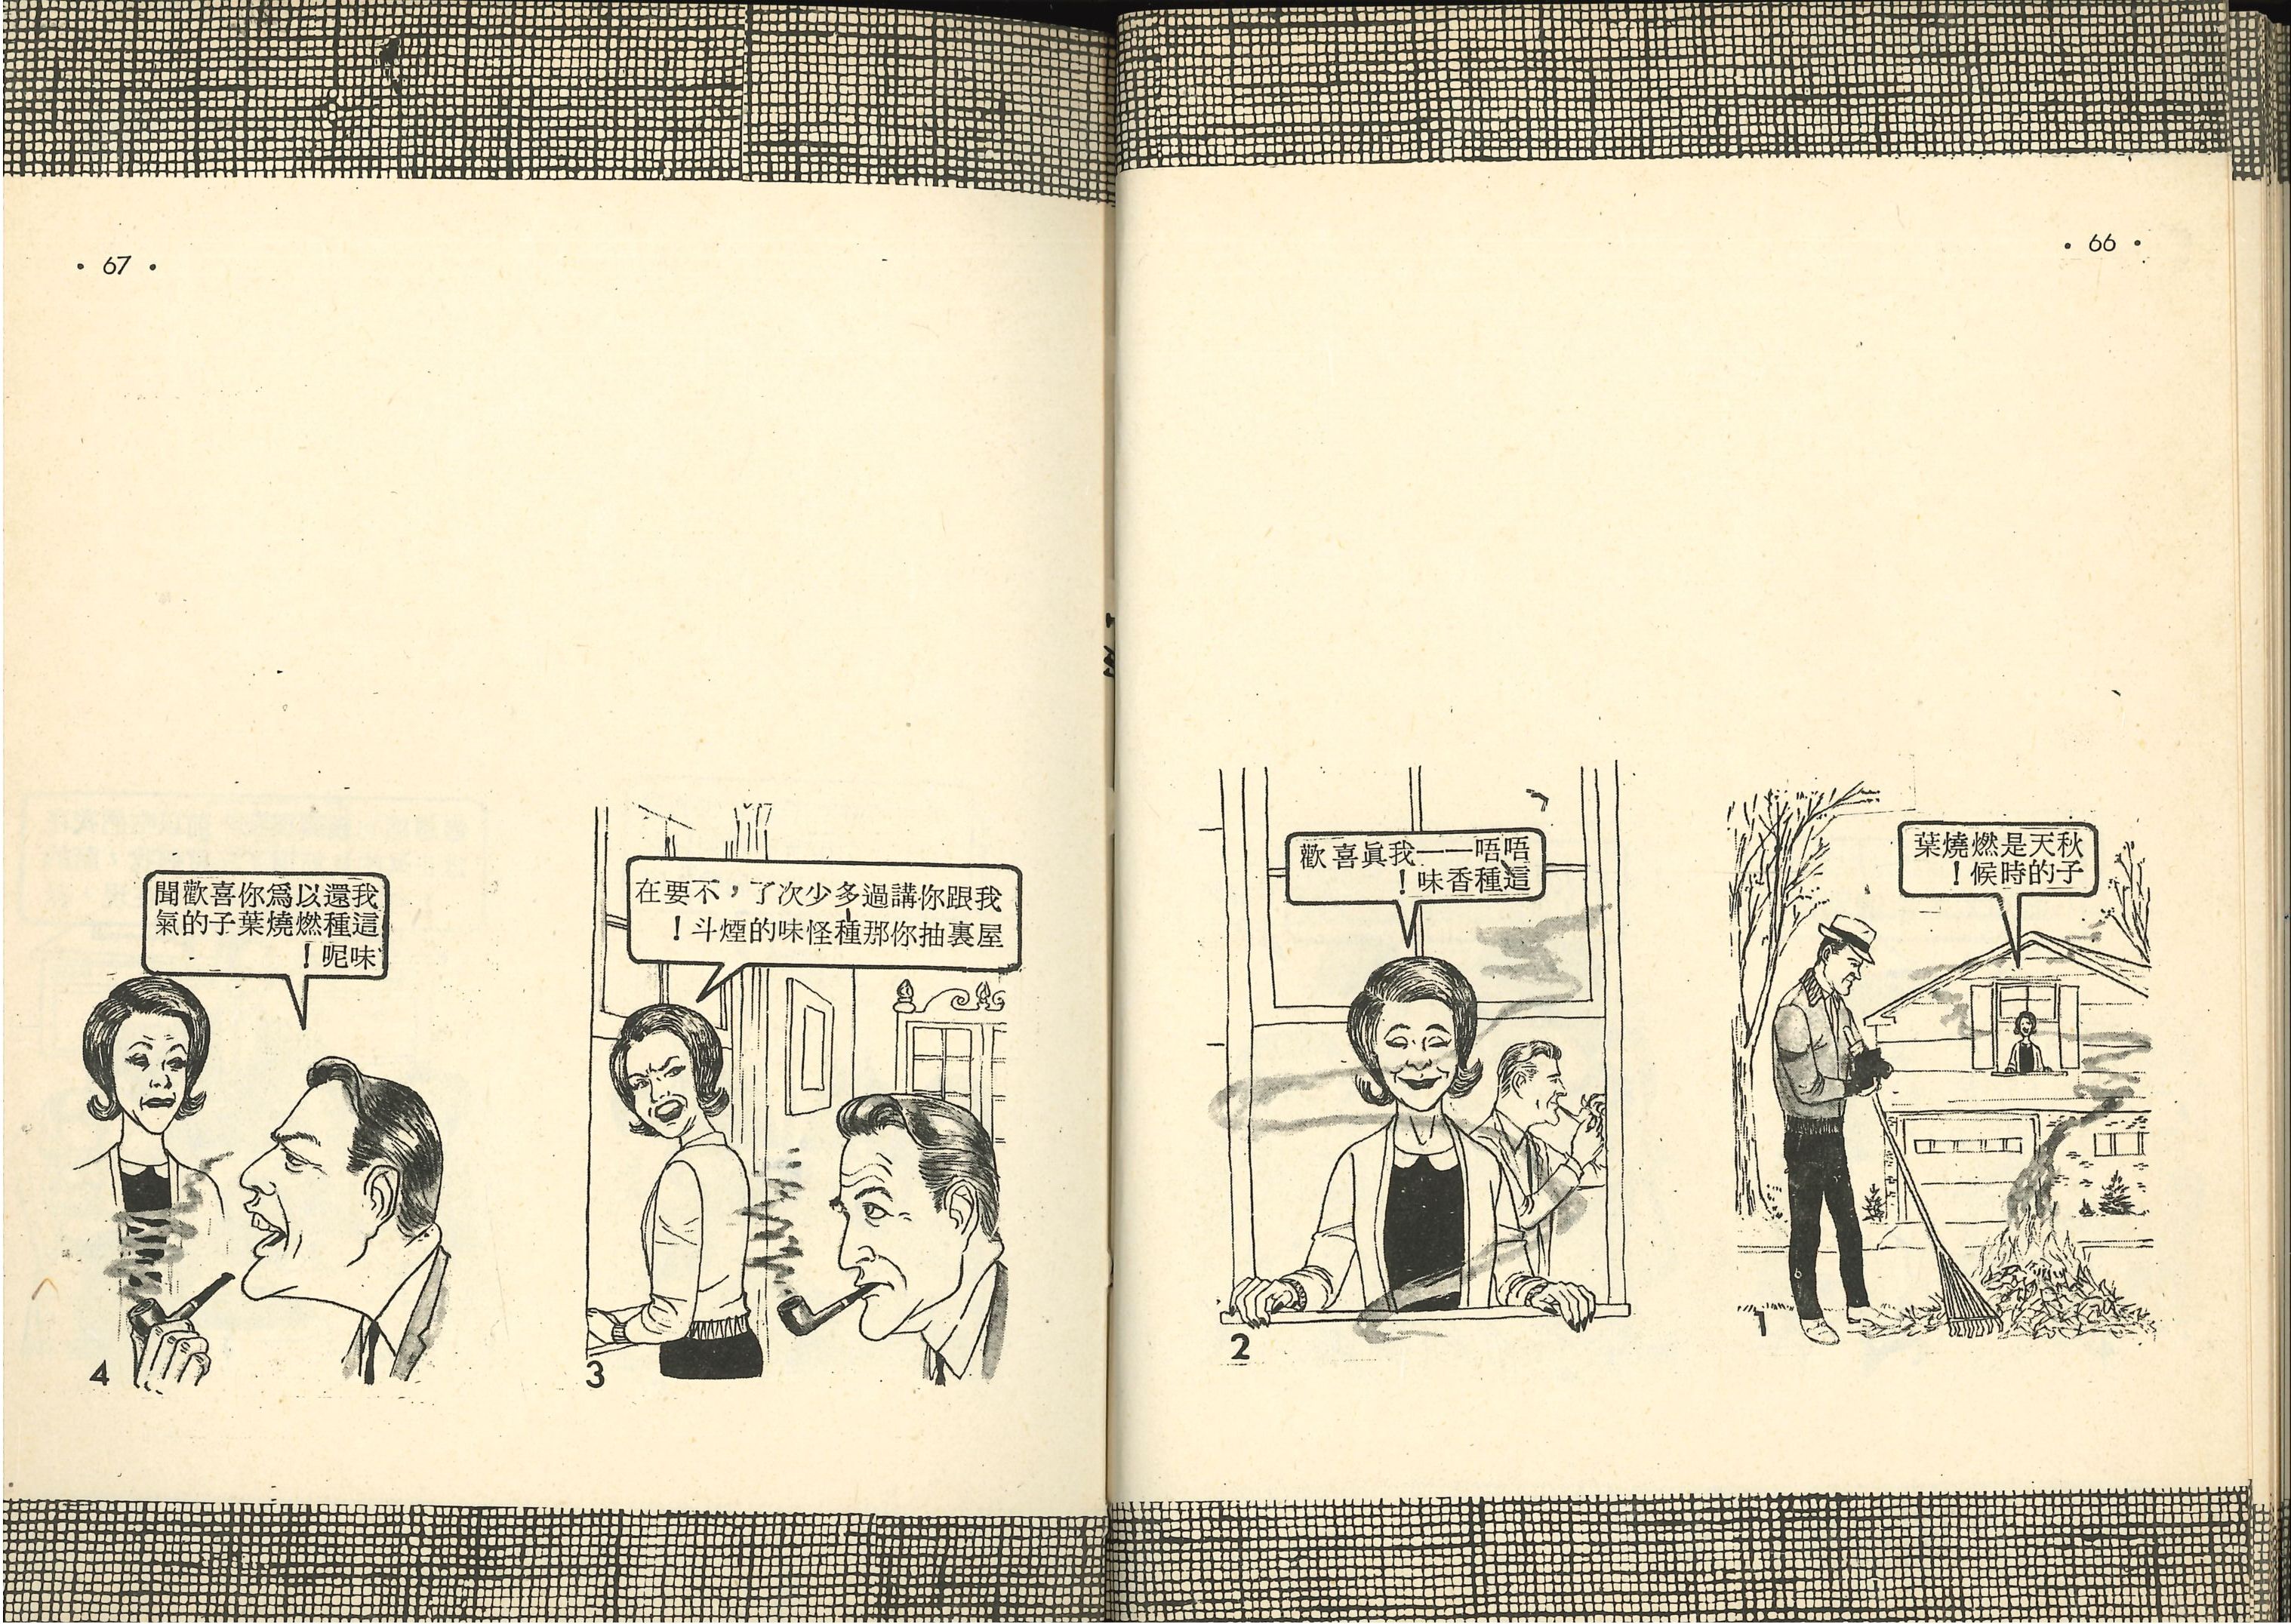 • 66 •
秋天是燃燒葉
子的時候！
1
唔唔——我眞喜歡
這種香味！
2
• 67 •
我跟你講過多少次了，不要在
屋裏抽你那種怪味的煙斗！
3
我還以爲你喜歡聞
這種燃燒葉子的氣
味呢！
4